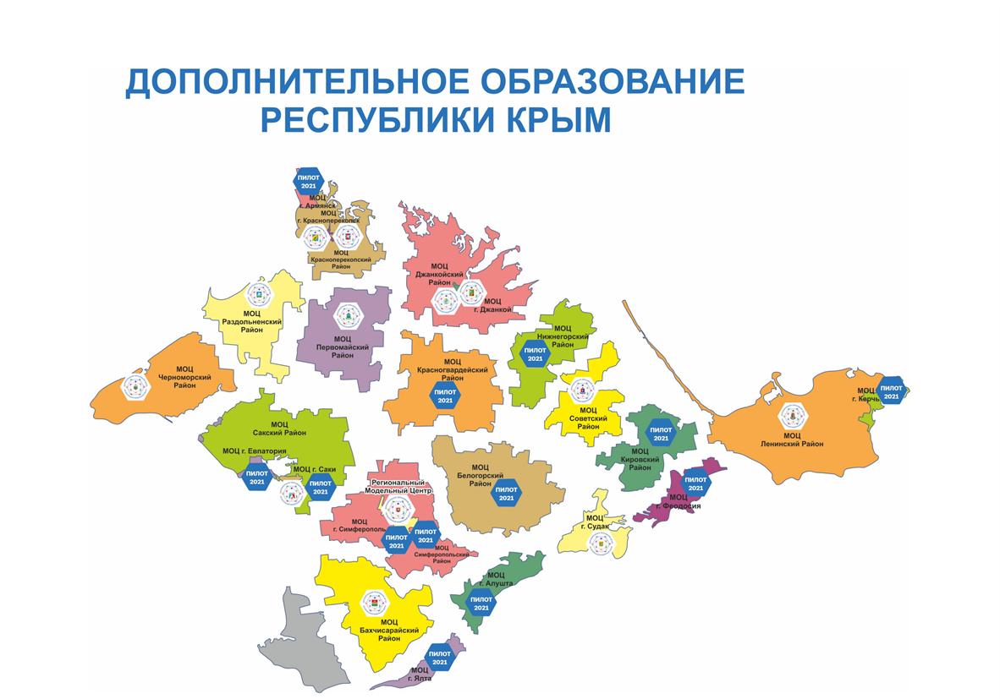 ДОПОЛНИТЕЛЬНОЕ ОБРАЗОВАНИЕ
РЕСПУБЛИКИ КРЫМ
ПИЛОТ
2021
МОЦ
г. Армянск
МОЦ
г. Красноперекопск
МОЦ
Красноперекопский
Район
МОЦ
Джанкойский
Район
МОЦ
г. Джанкой
МОЦ
Раздольненский
Район
МОЦ
Первомайский
Район
МОЦ
Нижнегорский
Район
ПИЛОТ
2021
МОЦ
Черноморский
Район
МОЦ
Красногвардейский
Район
ПИЛОТ
2021
МОЦ
Советский
Район
МОЦ
г. Керчь
ПИЛОТ
2021
МОЦ
Ленинский Район
МОЦ
Сакский Район
МОЦ г. Евпатория
ПИЛОТ
2021
МОЦ г. Саки
ПИЛОТ
2021
ПИЛОТ
2021
МОЦ
Кировский
Район
МОЦ
Белогорский
Район
ПИЛОТ
2021
ПИЛОТ
2021
МОЦ
г. Феодосия
Региональный
Модельный Центр
МОЦ
г. Симферополь
ПИЛОТ
2021
ПИЛОТ
2021
МОЦ
Симферопольский
Район
МОЦ
г. Судак
МОЦ
г. Алушта
ПИЛОТ
2021
МОЦ
Бахчисарайский
Район
ПИЛОТ
2021
МОЦ
г. Ялта